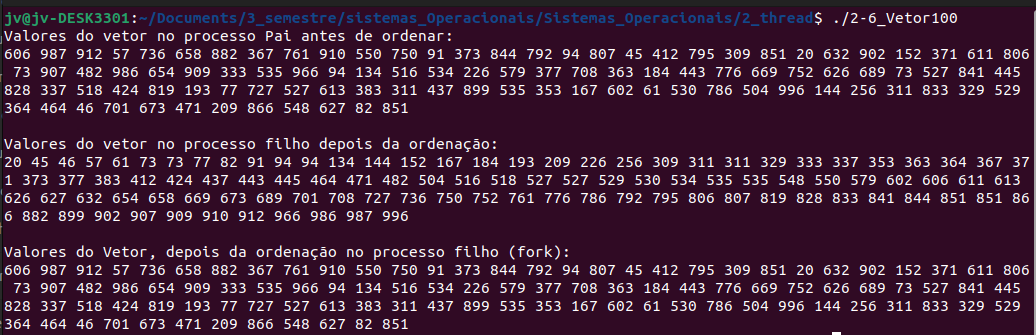 jv@jv-DESK3301:~/Documents/3_semestre/sistemas_Operacionais/Sistemas_Operacionais/2_thread$ ./2-6_Vetor100
Valores do vetor no processo Pai antes de ordenar:
606 987 912 57 736 658 882 367 761 910 550 750 91 373 844 792 94 807 45 412 795 309 851 20 632 902 152 371 611 806
 73 907 482 986 654 909 333 535 966 94 134 516 534 226 579 377 708 363 184 443 776 669 752 626 689 73 527 841 445
828 337 518 424 819 193 77 727 527 613 383 311 437 899 535 353 167 602 61 530 786 504 996 144 256 311 833 329 529
364 464 46 701 673 471 209 866 548 627 82 851
Valores do vetor no processo filho depois da ordenação:
20 45 46 57 61 73 73 77 82 91 94 94 134 144 152 167 184 193 209 226 256 309 311 311 329 333 337 353 363 364 367 37
1 373 377 383 412 424 437 443 445 464 471 482 504 516 518 527 527 529 530 534 535 535 548 550 579 602 606 611 613
626 627 632 654 658 669 673 689 701 708 727 736 750 752 761 776 786 792 795 806 807 819 828 833 841 844 851 851 86
6 882 899 902 907 909 910 912 966 986 987 996
Valores do Vetor, depois da ordenação no processo filho (fork):
606 987 912 57 736 658 882 367 761 910 550 750 91 373 844 792 94 807 45 412 795 309 851 20 632 902 152 371 611 806
 73 907 482 986 654 909 333 535 966 94 134 516 534 226 579 377 708 363 184 443 776 669 752 626 689 73 527 841 445
828 337 518 424 819 193 77 727 527 613 383 311 437 899 535 353 167 602 61 530 786 504 996 144 256 311 833 329 529
364 464 46 701 673 471 209 866 548 627 82 851